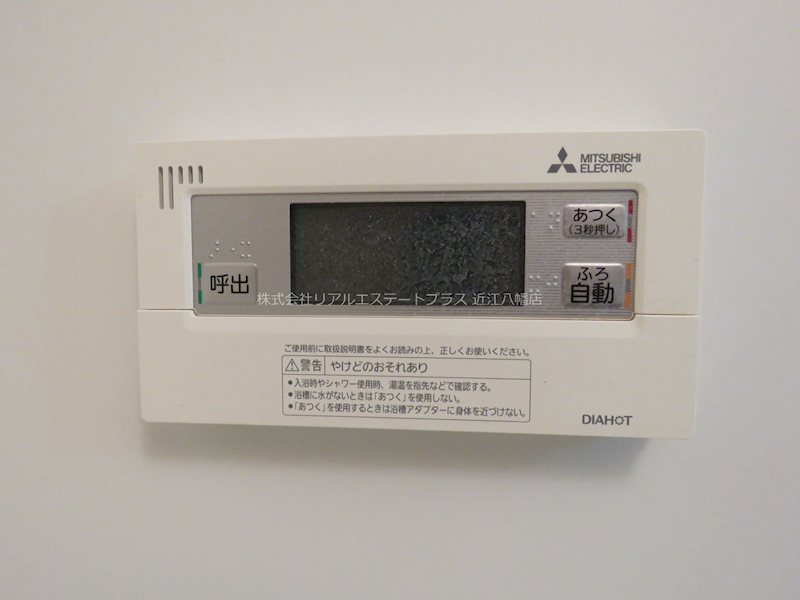 MITSUBISHI
ELECTRIC
あつく
(3秒押し)
呼出
ふろ
自動
株式会社リアルエステートプラス 近江八幡店
ご使用前に取扱説明書をよくお読みの上、正しくお使いください。
警告 やけどのおそれあり
●入浴時やシャワー使用時、湯温を指先などで確認する。
●浴槽に水がないときは「あつく」を使用しない。
●「あつく」を使用するときは浴槽アダプターに身体を近づけない。
DIAHOT